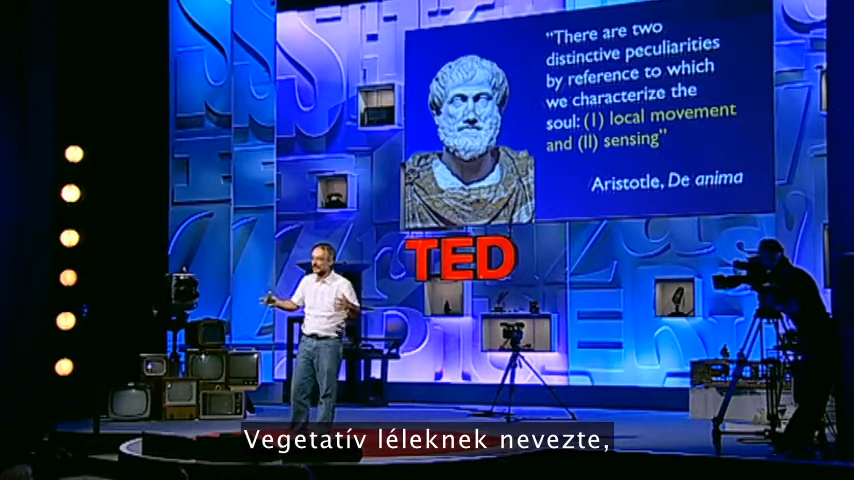 "There are two
distinctive peculiarities
by reference to which
we characterize the
soul: (I) local movement
and (II) sensing"
Aristotle, De anima
TED
Vegetatív léleknek nevezte,